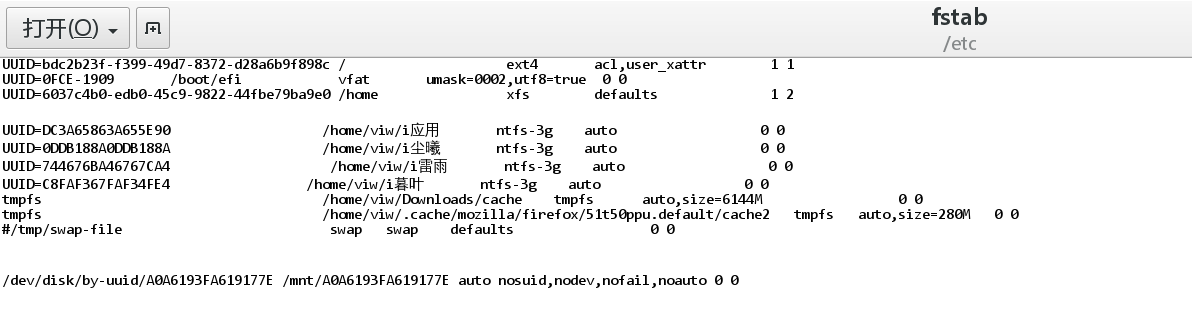 打开(O)
fstab
/etc
UUID=bdc2b23f-f399-49d7-8372-d28a6b9f898c / ext4 acl,user_xattr 1 1
UUID=0FCE-1909 /boot/efi vfat umask=0002,utf8=true 0 0
UUID=6037c4b0-edb0-45c9-9822-44fbe79ba9e0 /home xfs defaults 1 2
UUID=DC3A65863A655E90 /home/viw/i应用 ntfs-3g auto 0 0
UUID=0DDB188A0DDB188A /home/viw/i尘曦 ntfs-3g auto 0 0
UUID=744676BA46767CA4 /home/viw/i雷雨 ntfs-3g auto 0 0
UUID=C8FAF367FAF34FE4 /home/viw/i暮叶 ntfs-3g auto 0 0
tmpfs /home/viw/Downloads/cache tmpfs auto,size=6144M 0 0
tmpfs /home/viw/.cache/mozilla/firefox/51t50ppu.default/cache2 tmpfs auto,size=280M 0 0
#/tmp/swap-file swap swap defaults 0 0
/dev/disk/by-uuid/A0A6193FA619177E /mnt/A0A6193FA619177E auto nosuid,nodev,nofail,noauto 0 0